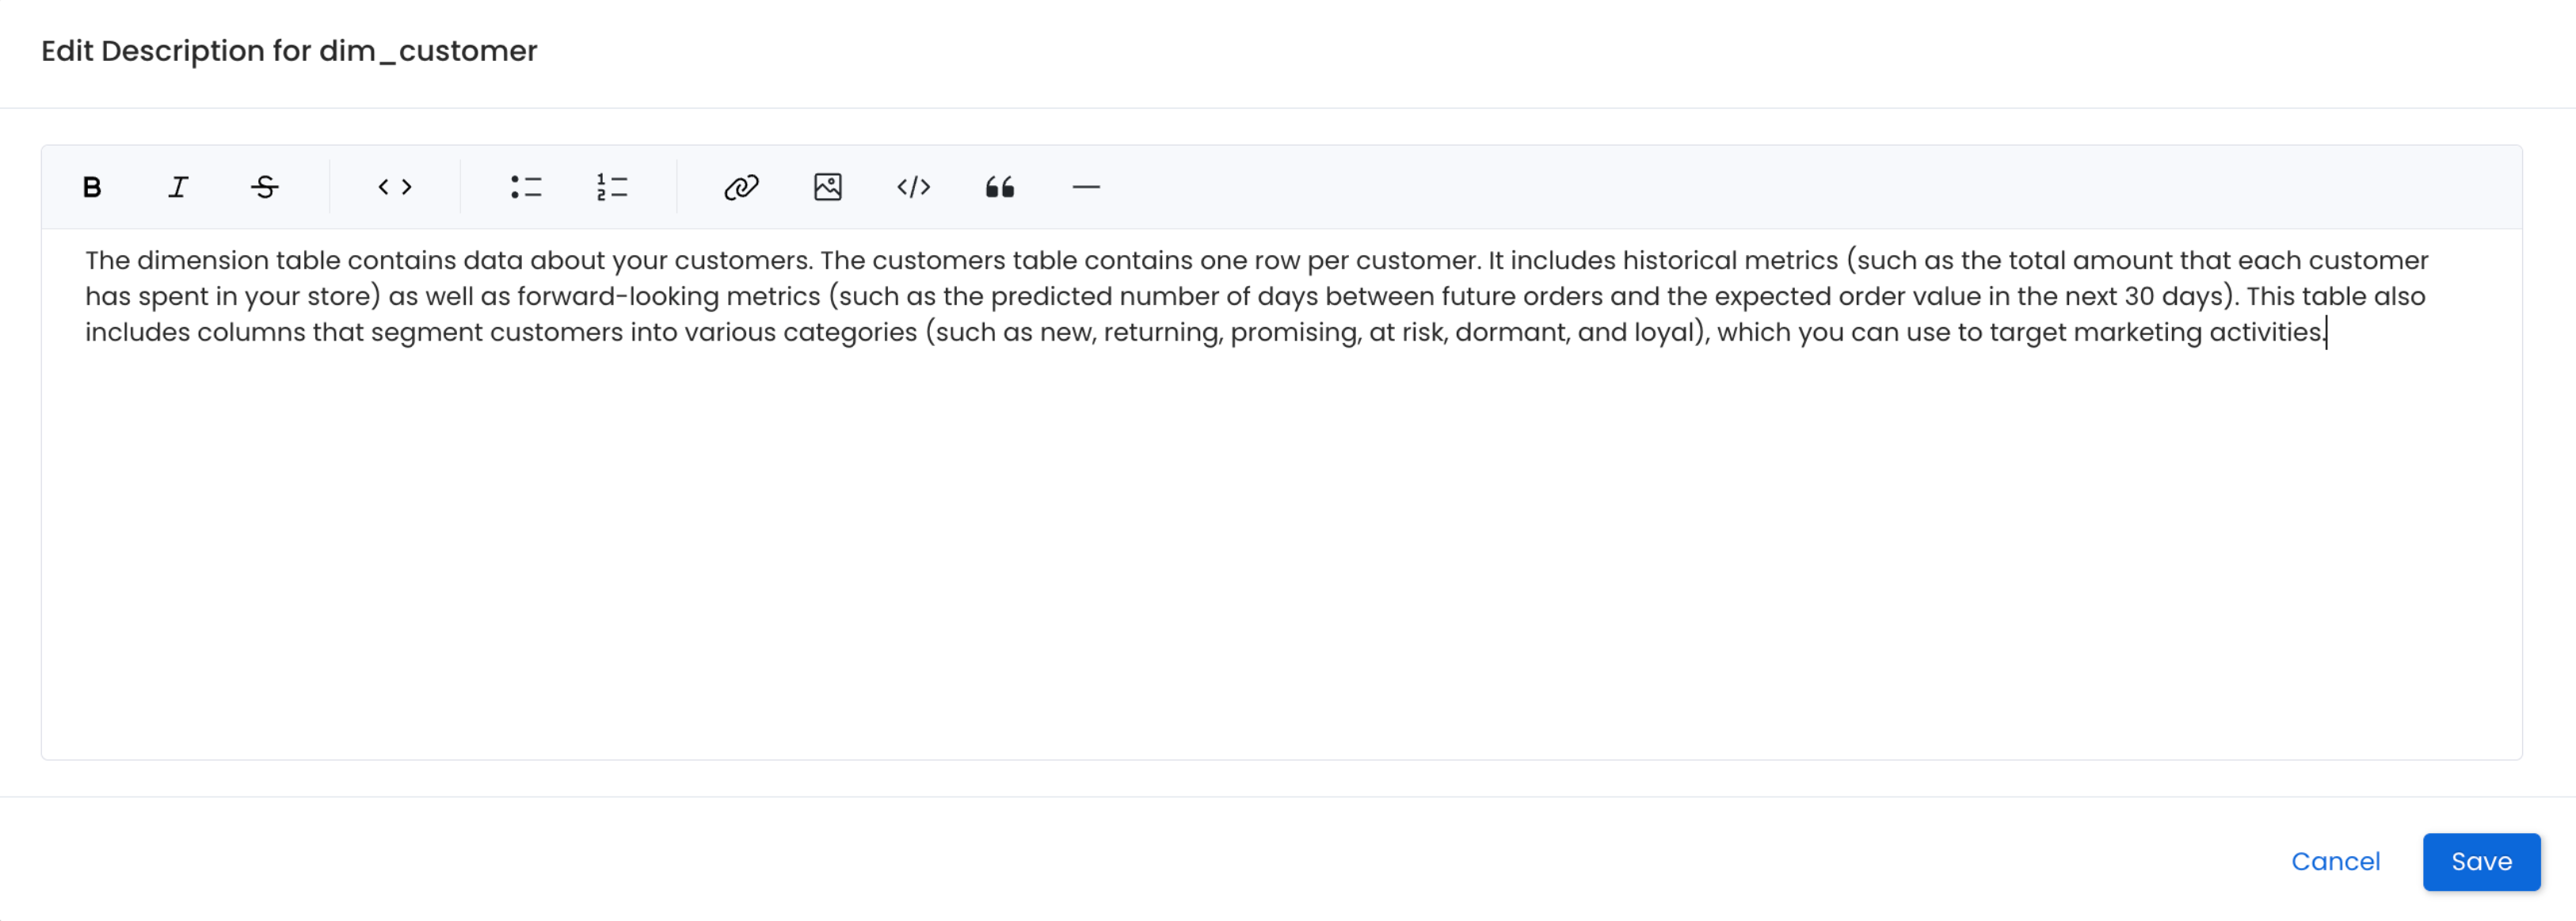 Edit Description for dim_customer
B I S
The dimension table contains data about your customers. The customers table contains one row per customer. It includes historical metrics (such as the total amount that each customer
has spent in your store) as well as forward-looking metrics (such as the predicted number of days between future orders and the expected order value in the next 30 days). This table also
includes columns that segment customers into various categories (such as new, returning, promising, at risk, dormant, and loyal), which you can use to target marketing activities.
Cancel Save